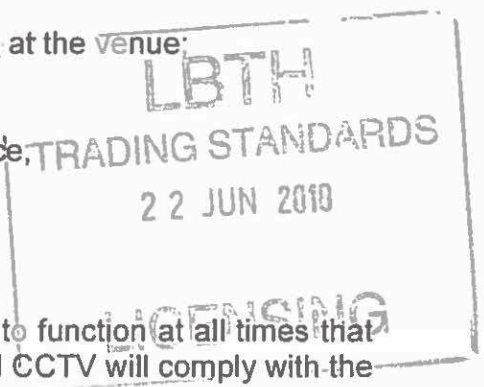 at the venue:
LBTH
TRADING STANDARDS
22 JUN 2010
LICENSING
to function at all times that
CCTV will comply with the